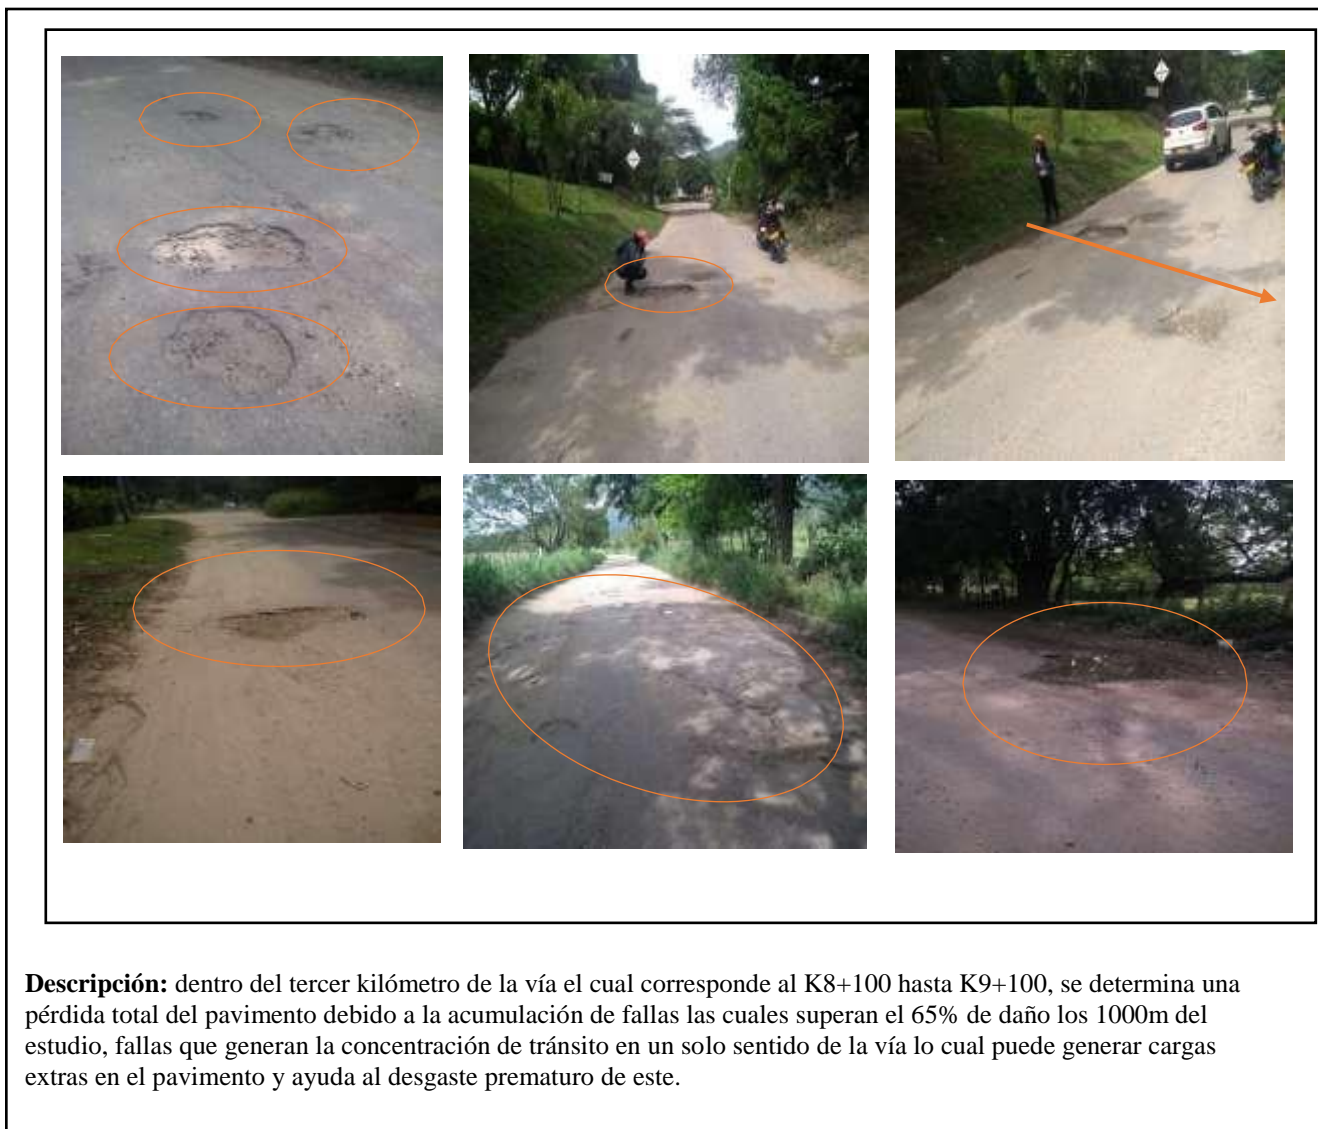 Descripción: dentro del tercer kilómetro de la vía el cual corresponde al K8+100 hasta K9+100, se determina una
pérdida total del pavimento debido a la acumulación de fallas las cuales superan el 65% de daño los 1000m del
estudio, fallas que generan la concentración de tránsito en un solo sentido de la vía lo cual puede generar cargas
extras en el pavimento y ayuda al desgaste prematuro de este.